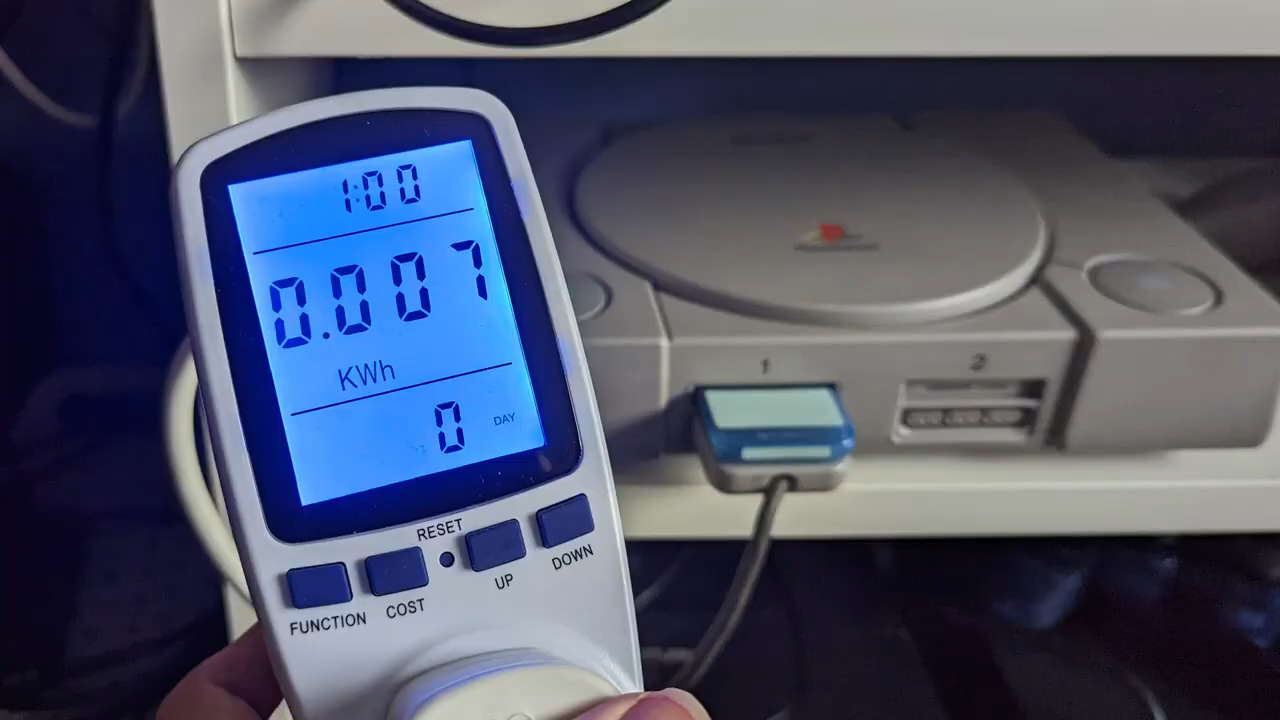 1:00
0.007
KWh
0 DAY
RESET
FUNCTION COST UP DOWN
1 2